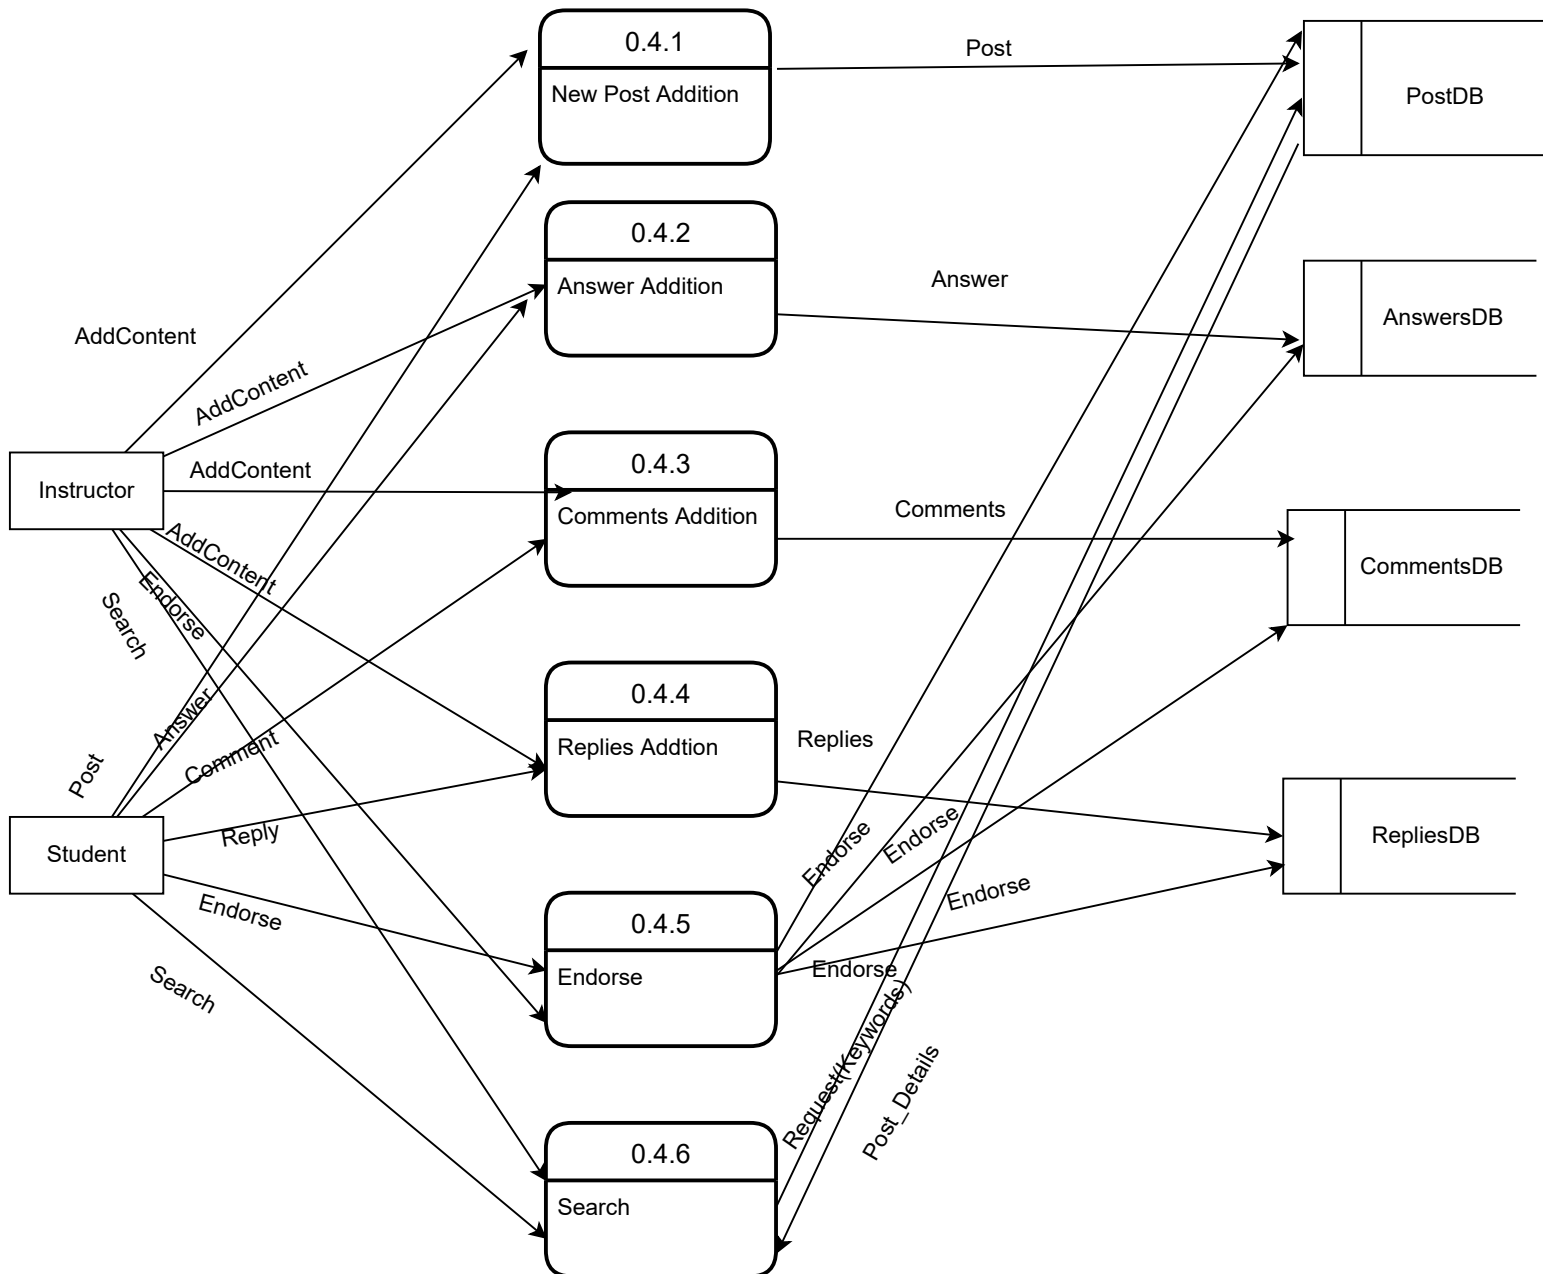 0.4.1
New Post Addition
Post
PostDB
0.4.2
Answer Addition
Answer
AnswersDB
AddContent
AddContent
AddContent
Instructor
0.4.3
Comments Addition
Comments
CommentsDB
AddContent
Endorse
Search
0.4.4
Replies Addtion
Replies
RepliesDB
Answer
Comment
Post
Student
Reply
Endorse
Search
0.4.5
Endorse
Endorse
Endorse
Endorse
Endorse
Request(Keywords)
Post_Details
0.4.6
Search